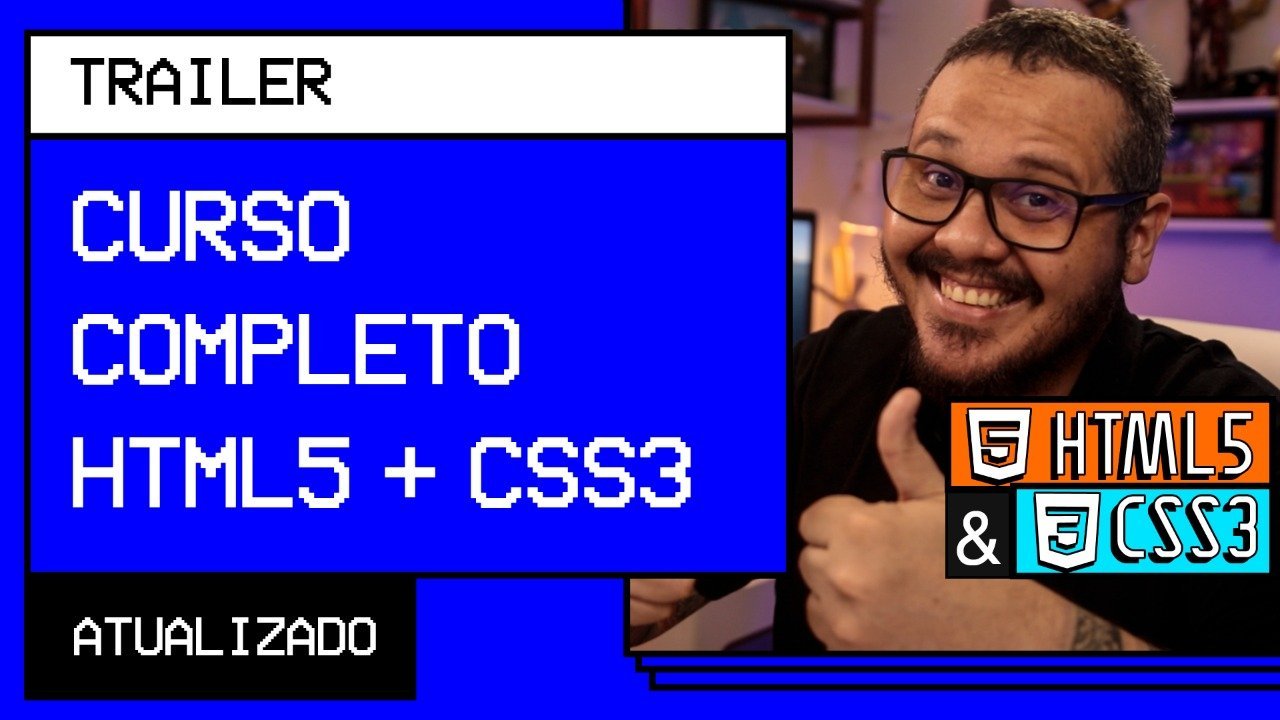 TRAILER
CURSO
COMPLETO
HTML5 + CSS3
ATUALIZADO
5 HTML5
& 3 CSS3